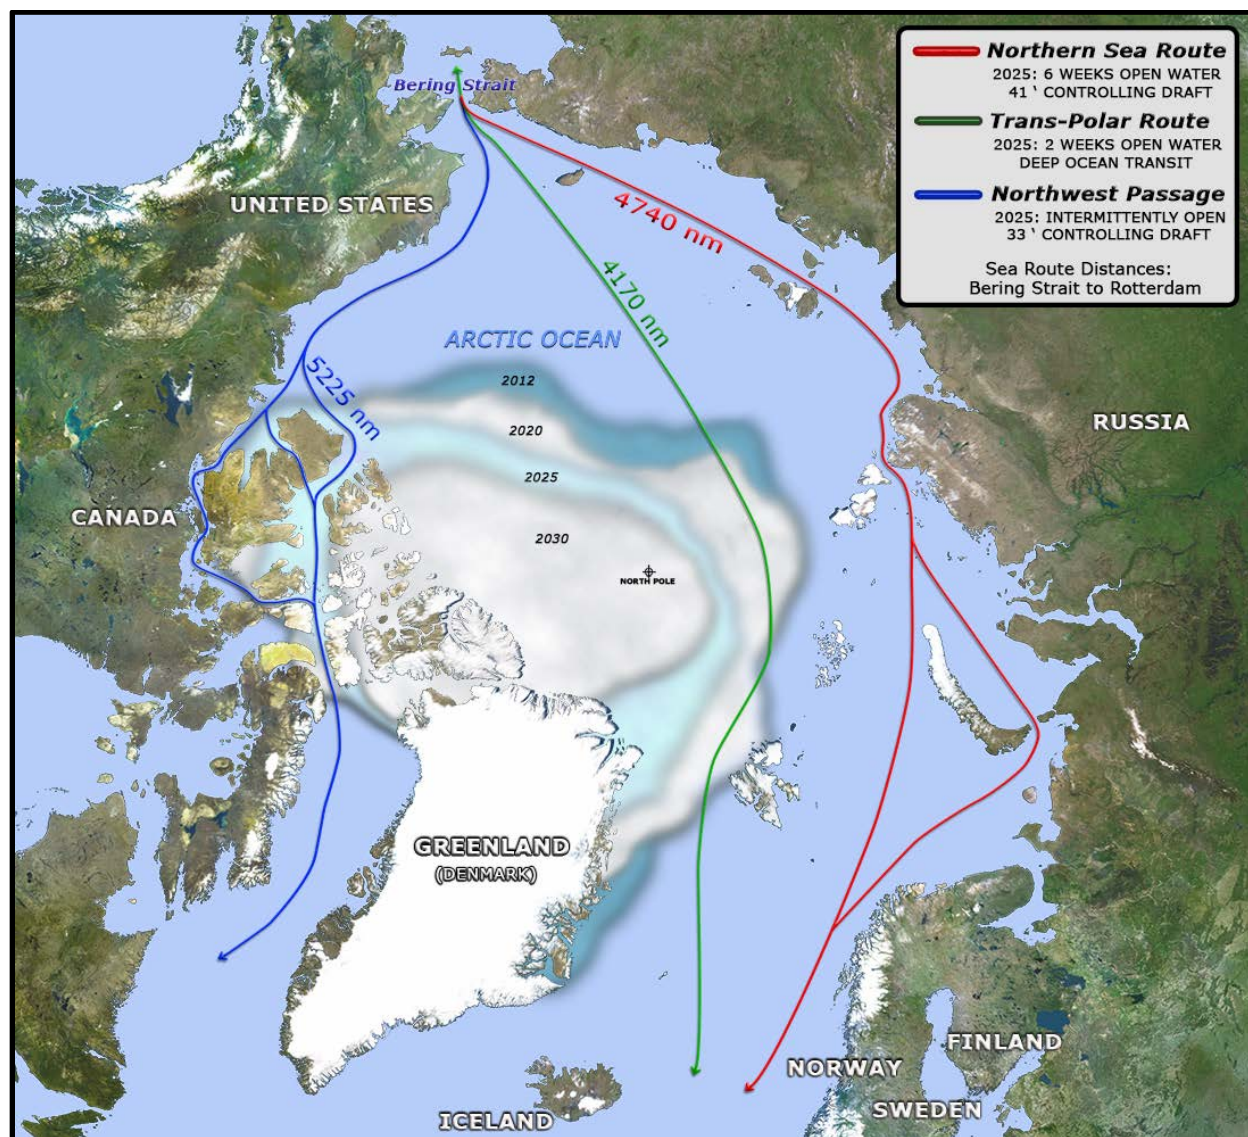 Northern Sea Route
2025: 6 WEEKS OPEN WATER
41 ' CONTROLLING DRAFT
Trans-Polar Route
2025: 2 WEEKS OPEN WATER
DEEP OCEAN TRANSIT
Northwest Passage
2025: INTERMITTENTLY OPEN
33 ' CONTROLLING DRAFT
Sea Route Distances:
Bering Strait to Rotterdam
Bering Strait
UNITED STATES
4740 nm
4170 nm
ARCTIC OCEAN
5225 nm
2012
2020
2025
2030
NORTH POLE
RUSSIA
CANADA
GREENLAND
(DENMARK)
ICELAND
NORWAY
FINLAND
SWEDEN